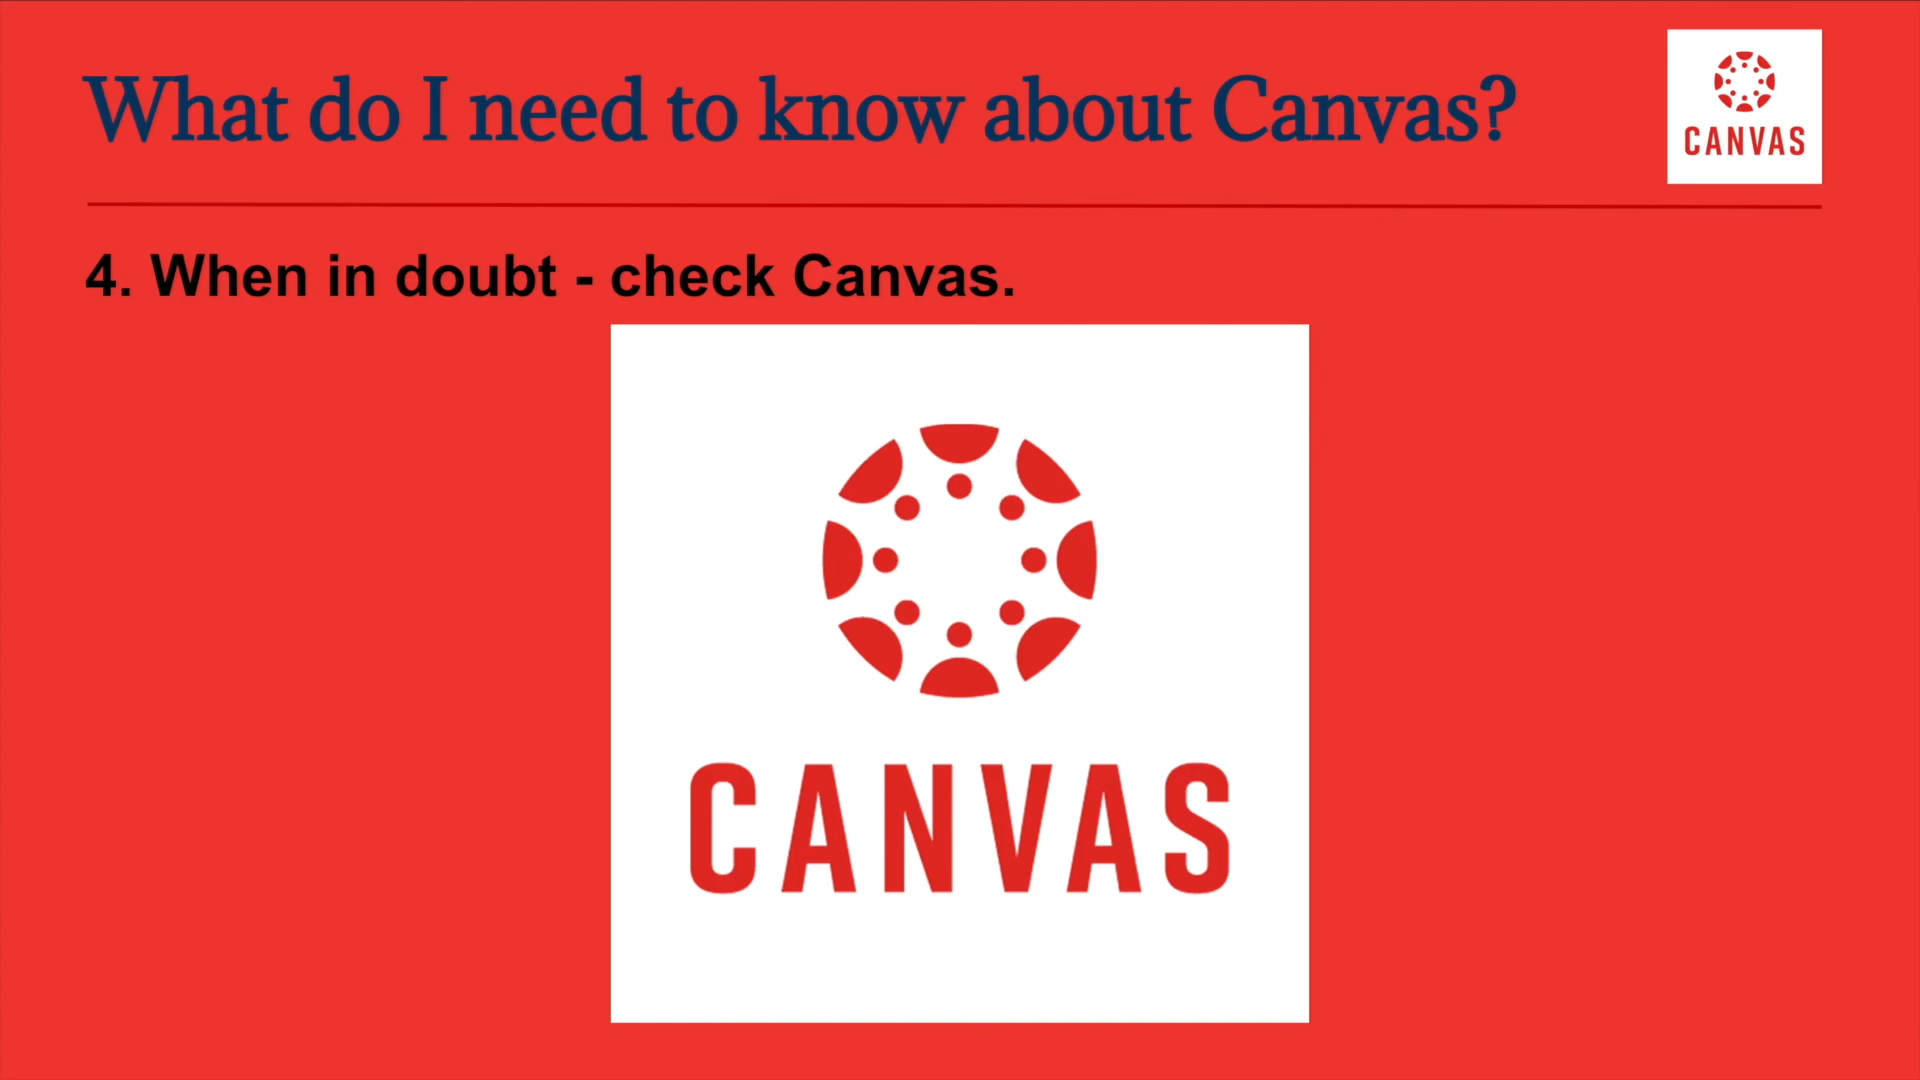 What do I need to know about Canvas?
CANVAS
4. When in doubt - check Canvas.
CANVAS